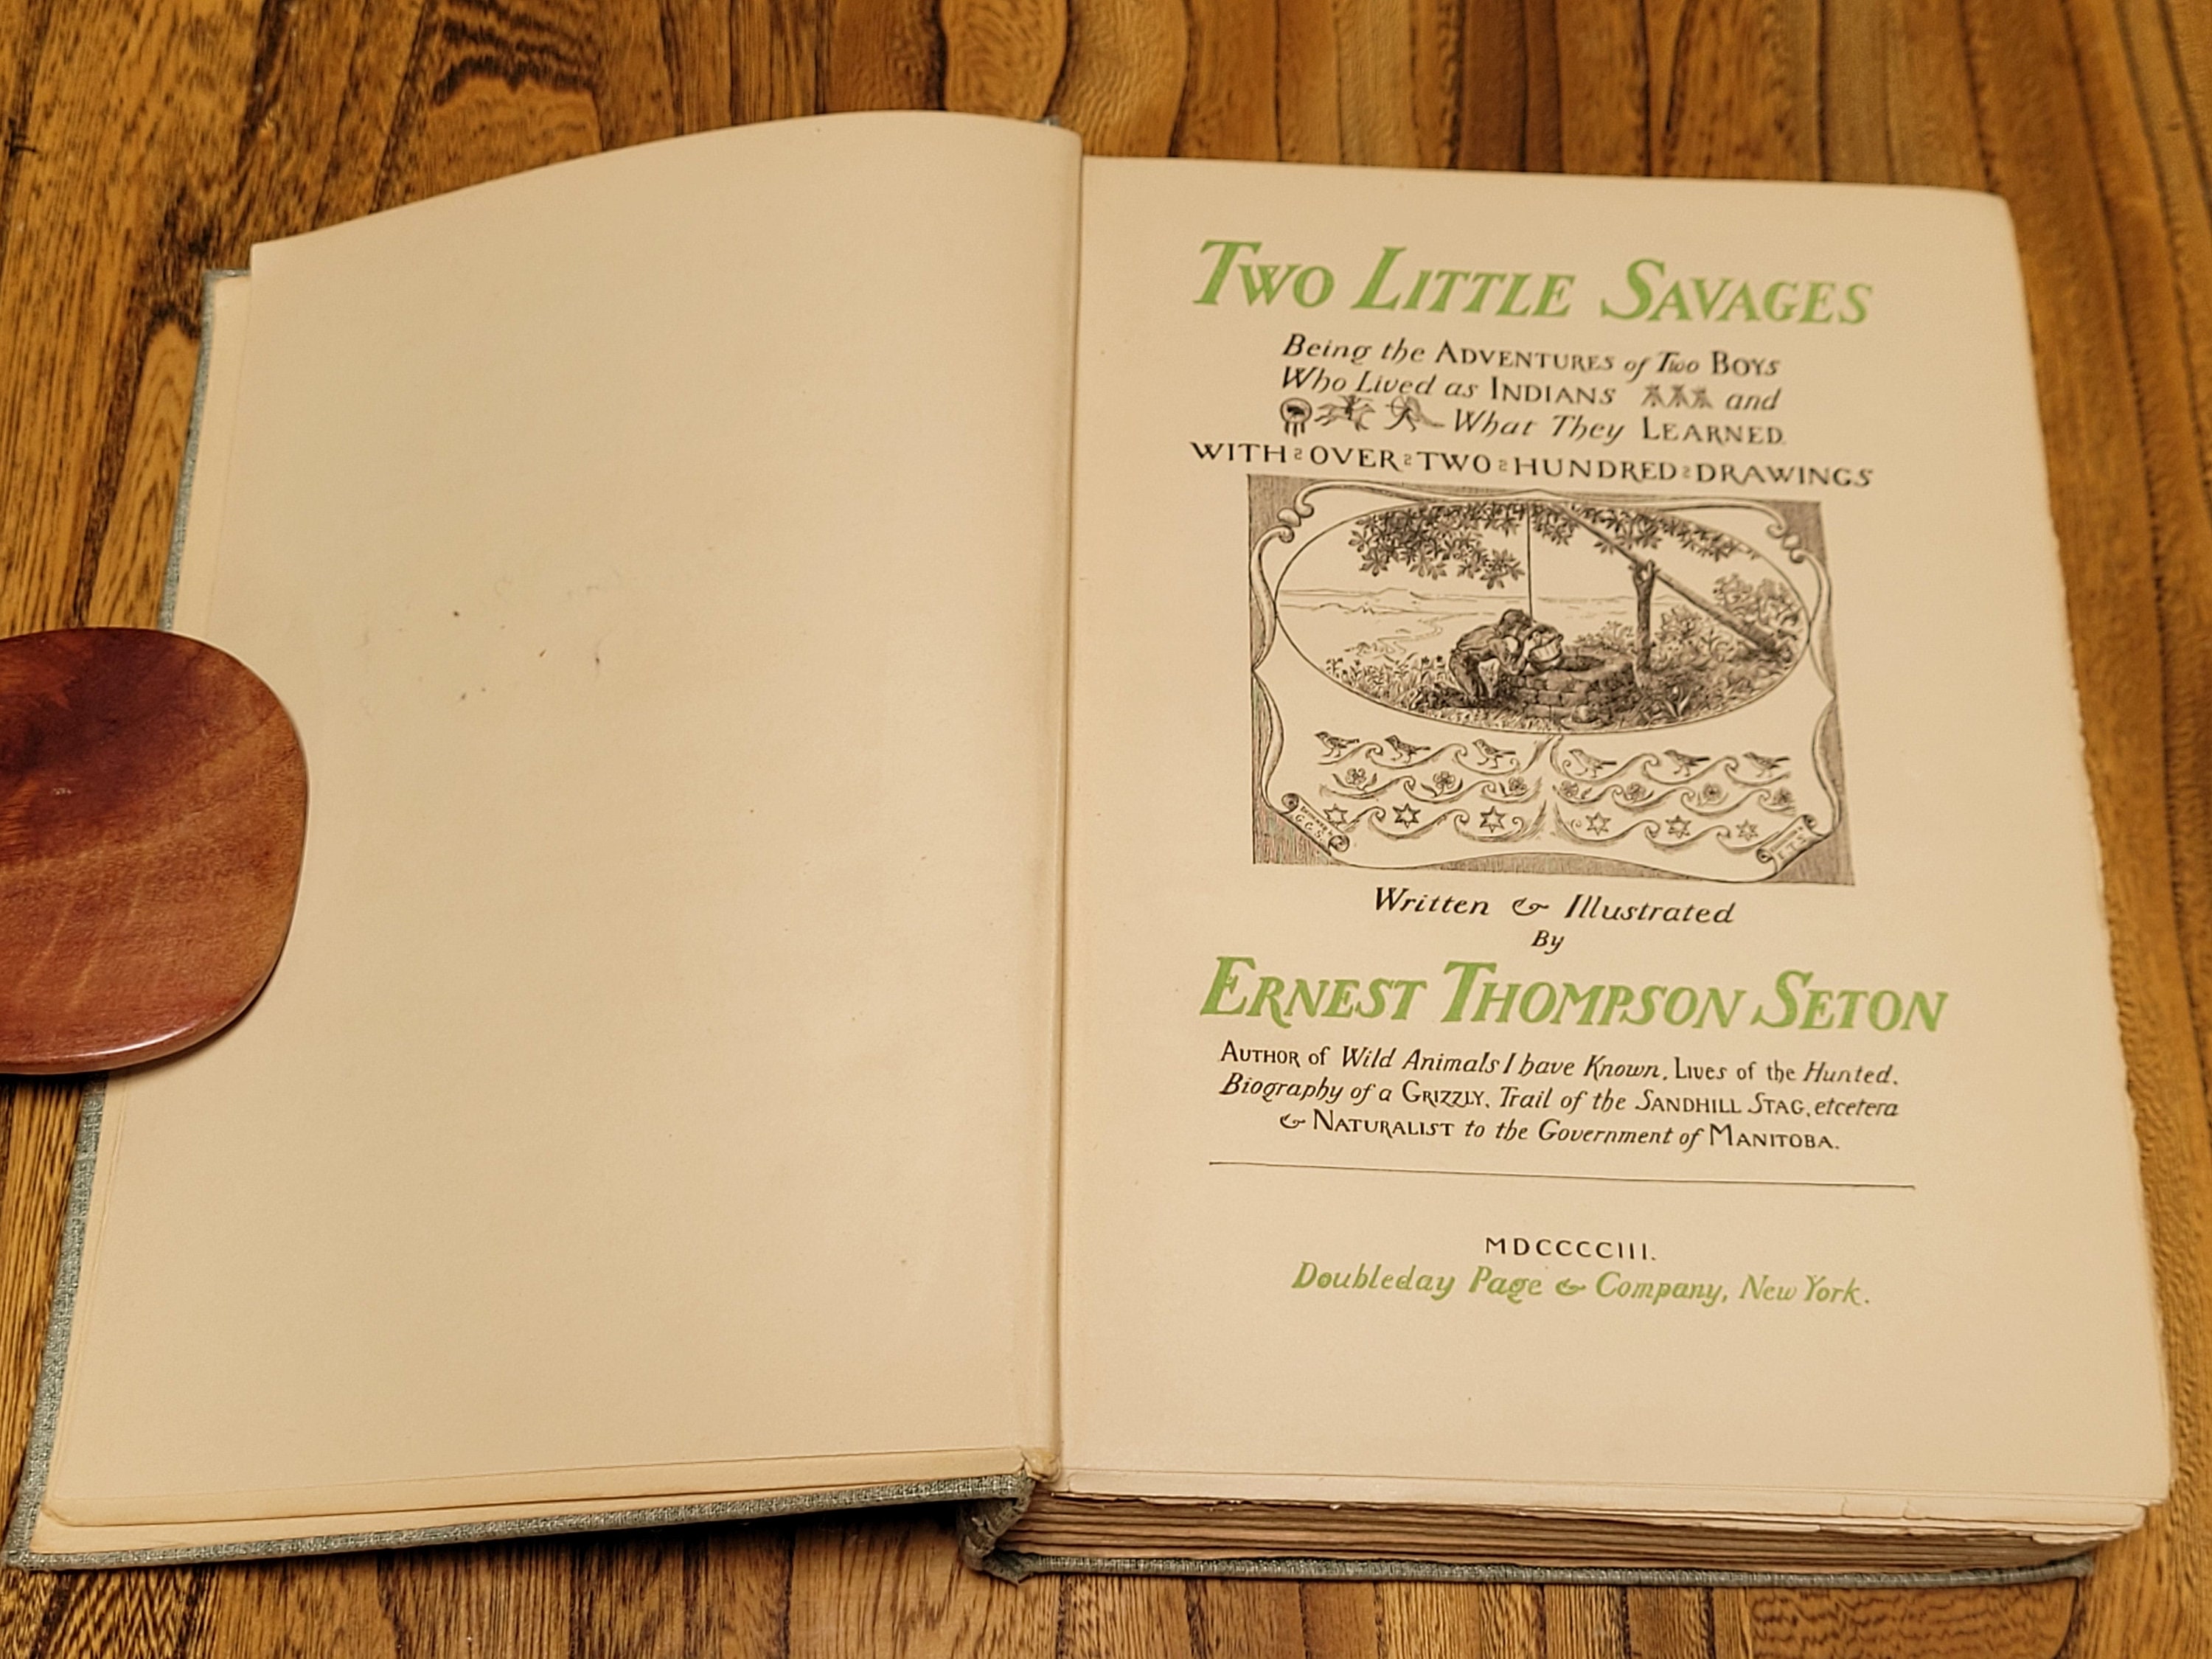 Two Little Savages
Being the Adventures of Two Boys
Who Lived as Indians and
What They Learned
WITH OVER TWO HUNDRED DRAWINGS
G.G.S.
E.T.S.
Written & Illustrated
By
Ernest Thompson Seton
Author of Wild Animals I have Known, Lives of the Hunted,
Biography of a Grizzly, Trail of the Sandhill Stag, etcetera
& Naturalist to the Government of Manitoba.
MDCCCCIII.
Doubleday Page & Company, New York.